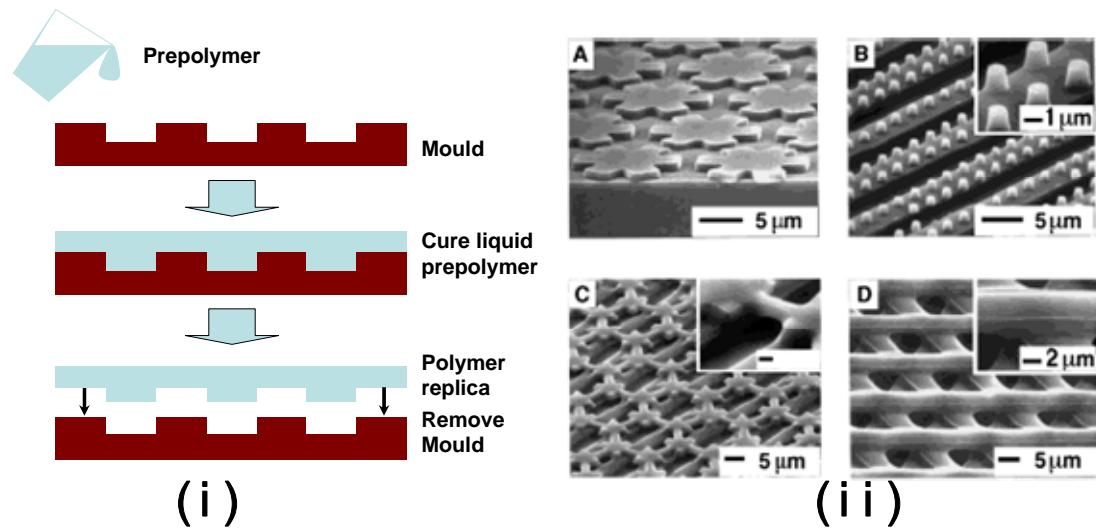 Prepolymer
Mould
Cure liquid
prepolymer
Polymer
replica
Remove
Mould
(i)
A
5 μm
B
1 μm
5 μm
C
5 μm
D
2 μm
5 μm
(ii)